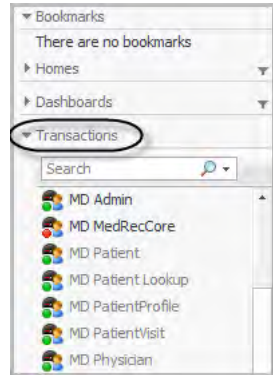 Bookmarks
There are no bookmarks
Homes
Dashboards
Transactions
Search
MD Admin
MD MedRecCore
MD Patient
MD Patient Lookup
MD PatientProfile
MD PatientVisit
MD Physician